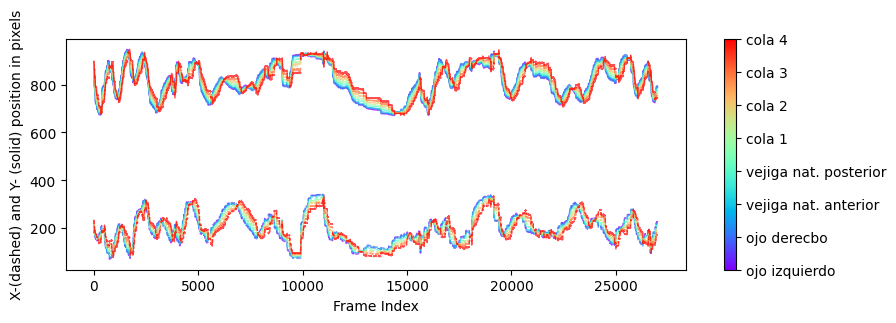 X-(dashed) and Y- (solid) position in pixels
800
600
400
200
0
5000
10000
15000
20000
25000
Frame Index
cola 4
cola 3
cola 2
cola 1
vejiga nat. posterior
vejiga nat. anterior
ojo derecbo
ojo izquierdo